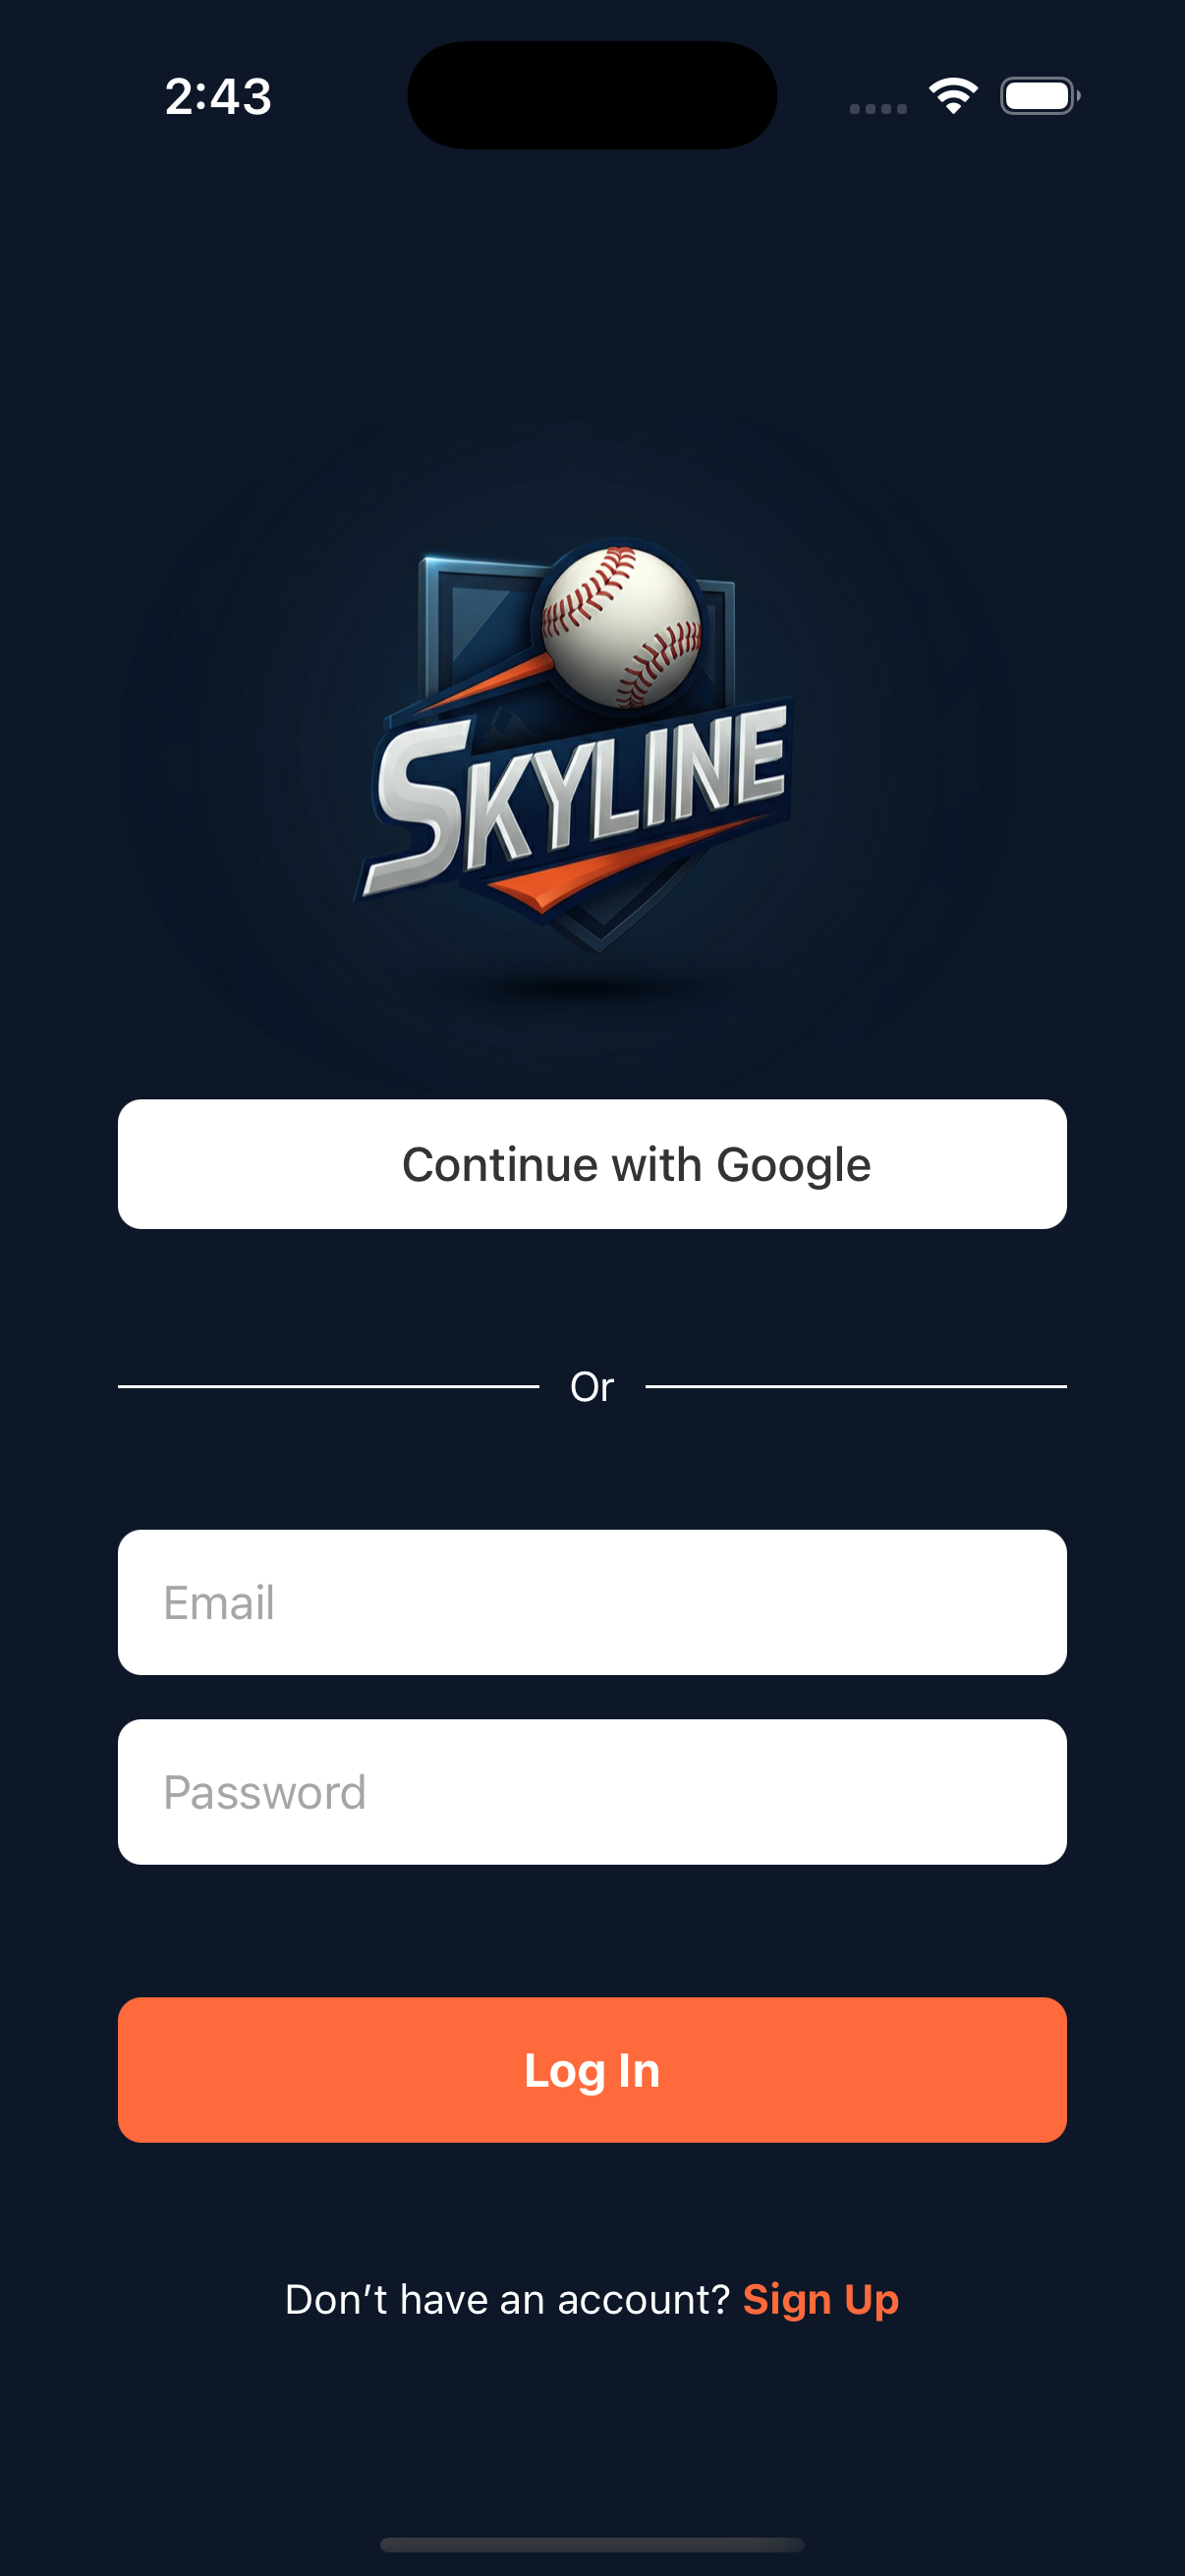 2:43
SKYLINE
Continue with Google
Or
Email
Password
Log In
Don’t have an account? Sign Up